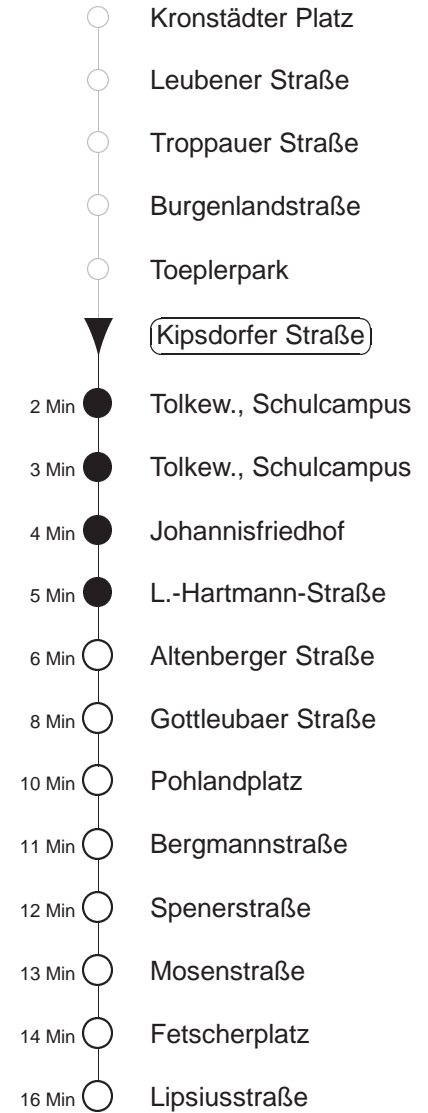 Kronstädter Platz
Leubener Straße
Troppauer Straße
Burgenlandstraße
Toeplerpark
Kipsdorfer Straße
2 Min Tolkew., Schulcampus
3 Min Tolkew., Schulcampus
4 Min Johannisfriedhof
5 Min L.-Hartmann-Straße
6 Min Altenberger Straße
8 Min Gottleubaer Straße
10 Min Pohlandplatz
11 Min Bergmannstraße
12 Min Spenerstraße
13 Min Mosenstraße
14 Min Fetscherplatz
16 Min Lipsiusstraße